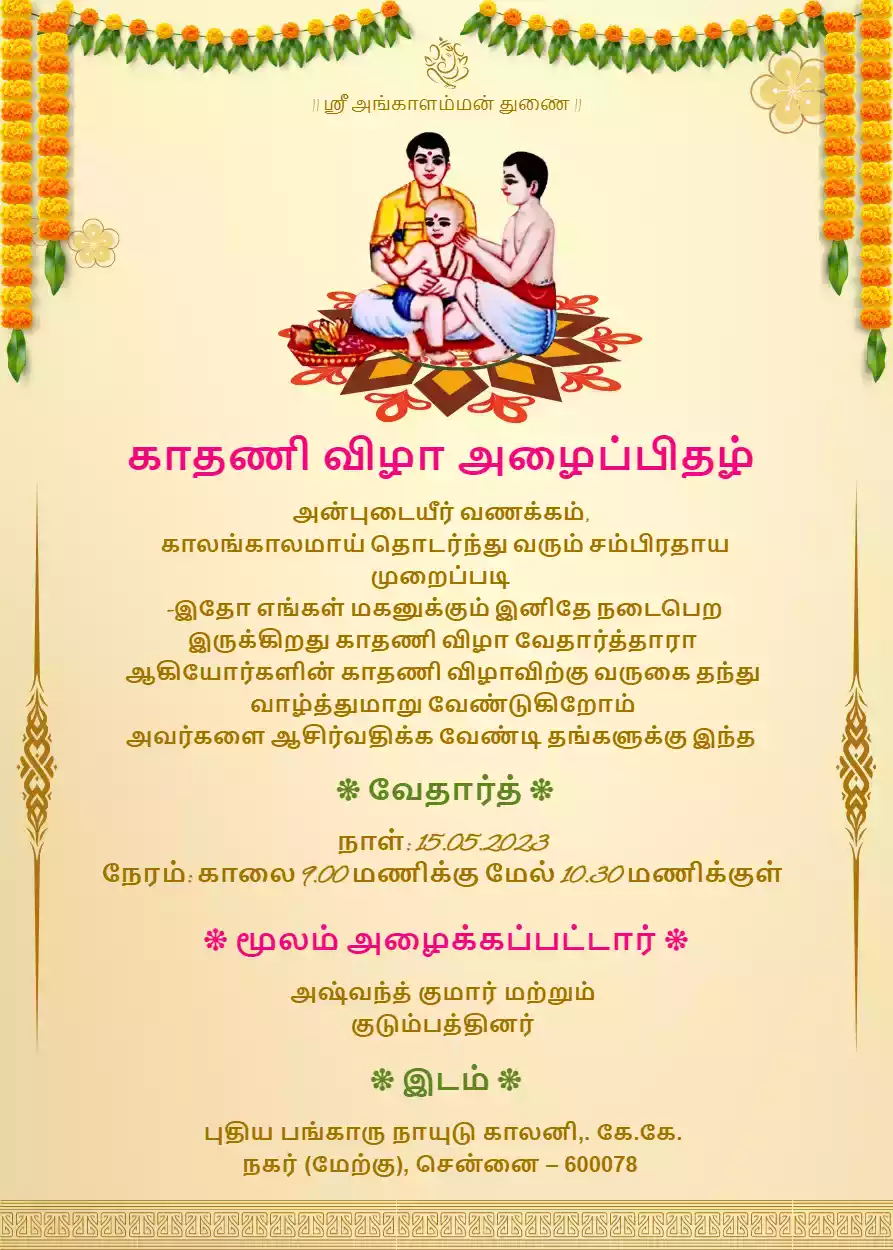 || ஸ்ரீ அங்காளம்மன் துணை ||
காதணி விழா அழைப்பிதழ்
அன்புடையீர் வணக்கம்,
காலங்காலமாய் தொடர்ந்து வரும் சம்பிரதாய
முறைப்படி
-இதோ எங்கள் மகனுக்கும் இனிதே நடைபெற
இருக்கிறது காதணி விழா வேதார்த்தாரா
ஆகியோர்களின் காதணி விழாவிற்கு வருகை தந்து
வாழ்த்துமாறு வேண்டுகிறோம்
அவர்களை ஆசிர்வதிக்க வேண்டி தங்களுக்கு இந்த
❇ வேதார்த் ❇
நாள்: 15.05.2023
நேரம்: காலை 9.00 மணிக்கு மேல் 10.30 மணிக்குள்
❇ மூலம் அழைக்கப்பட்டார் ❇
அஷ்வந்த் குமார் மற்றும்
குடும்பத்தினர்
❇ இடம் ❇
புதிய பங்காரு நாயுடு காலனி,. கே.கே.
நகர் (மேற்கு), சென்னை – 600078